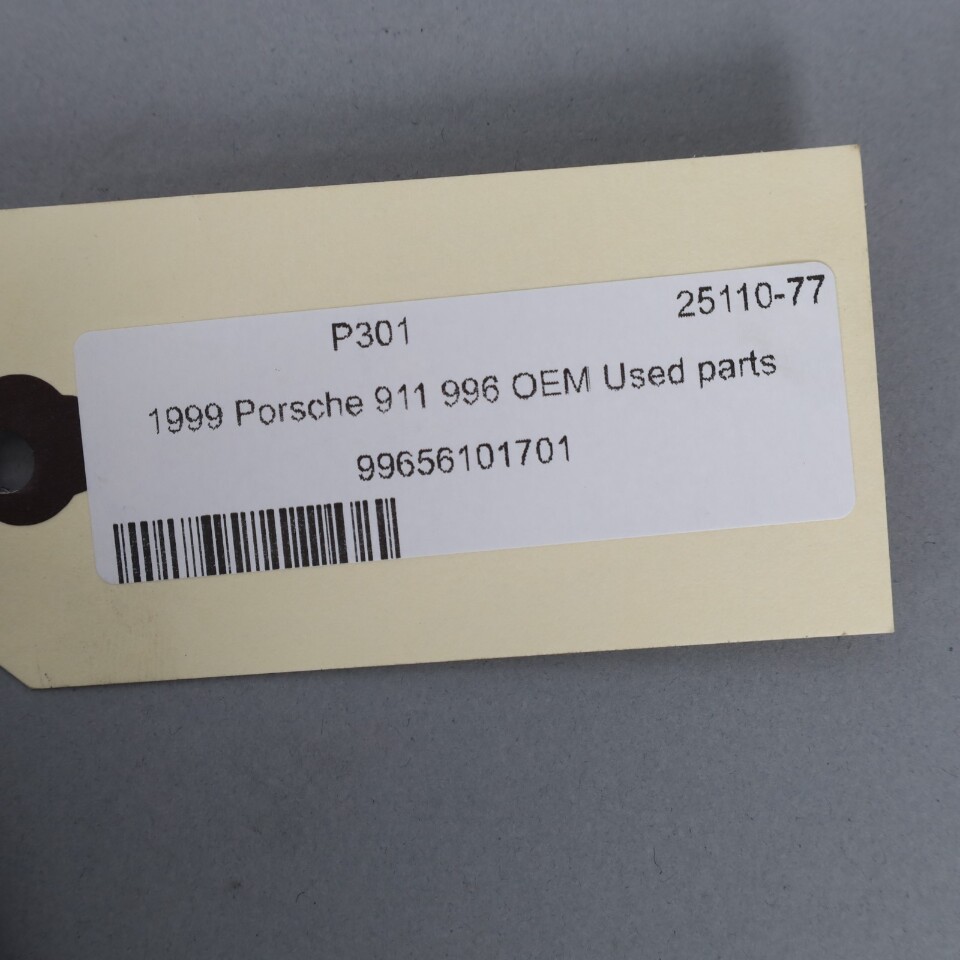 P301 25110-77
1999 Porsche 911 996 OEM Used parts
99656101701